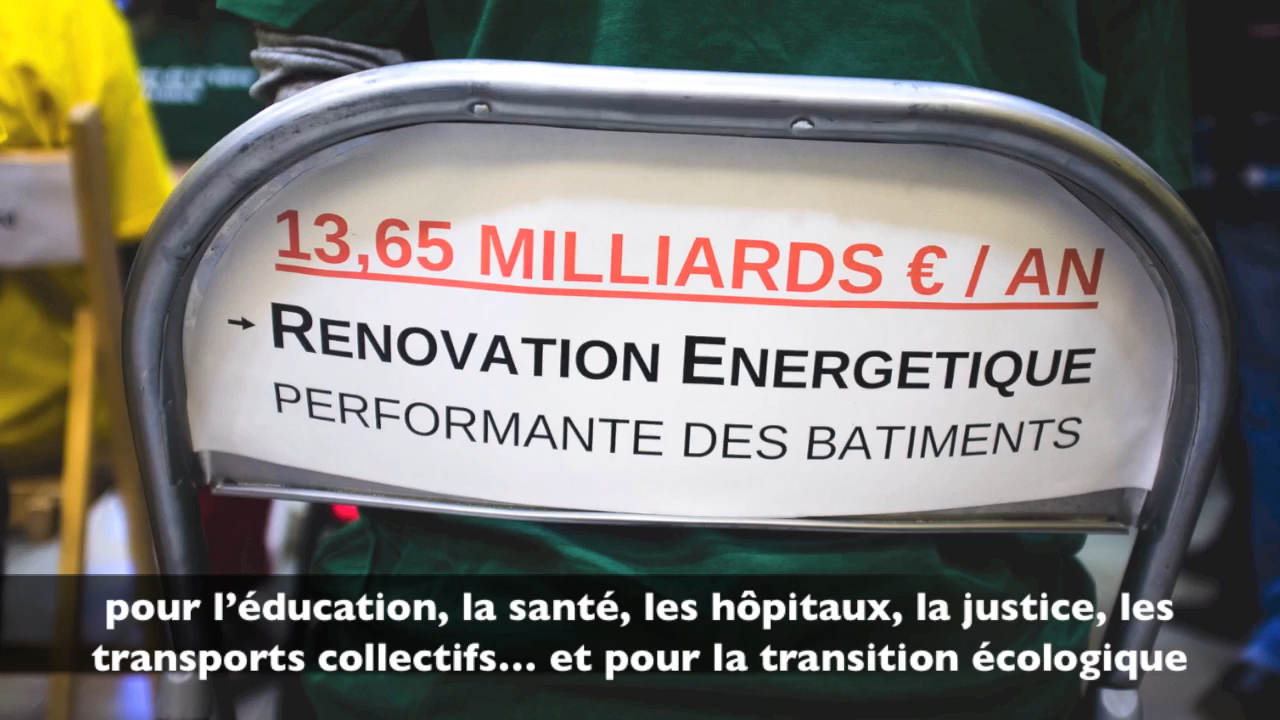 13,65 MILLIARDS € / AN
→ RENOVATION ENERGETIQUE
PERFORMANTE DES BATIMENTS
pour l’éducation, la santé, les hôpitaux, la justice, les
transports collectifs... et pour la transition écologique